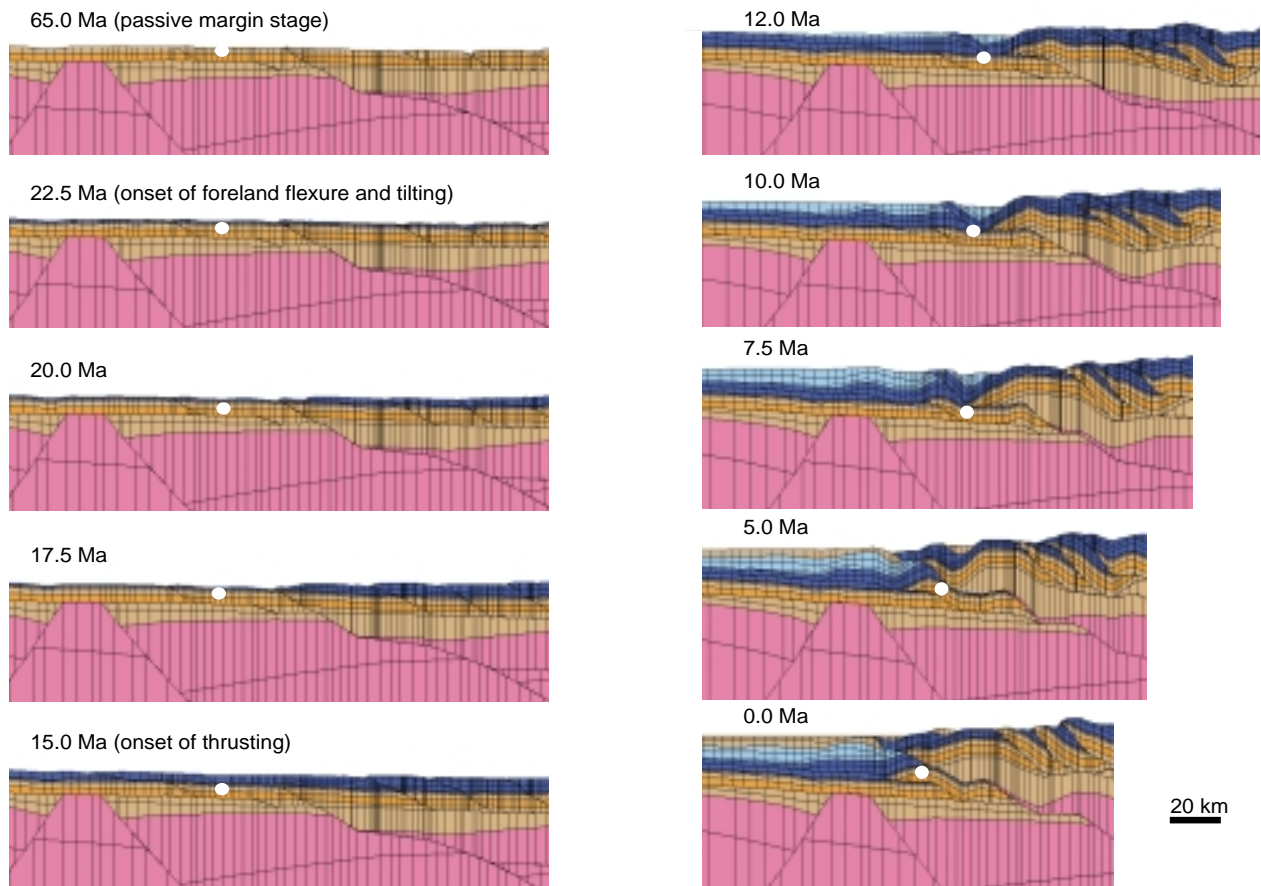 65.0 Ma (passive margin stage)
22.5 Ma (onset of foreland flexure and tilting)
20.0 Ma
17.5 Ma
15.0 Ma (onset of thrusting)
12.0 Ma
10.0 Ma
7.5 Ma
5.0 Ma
0.0 Ma
20 km